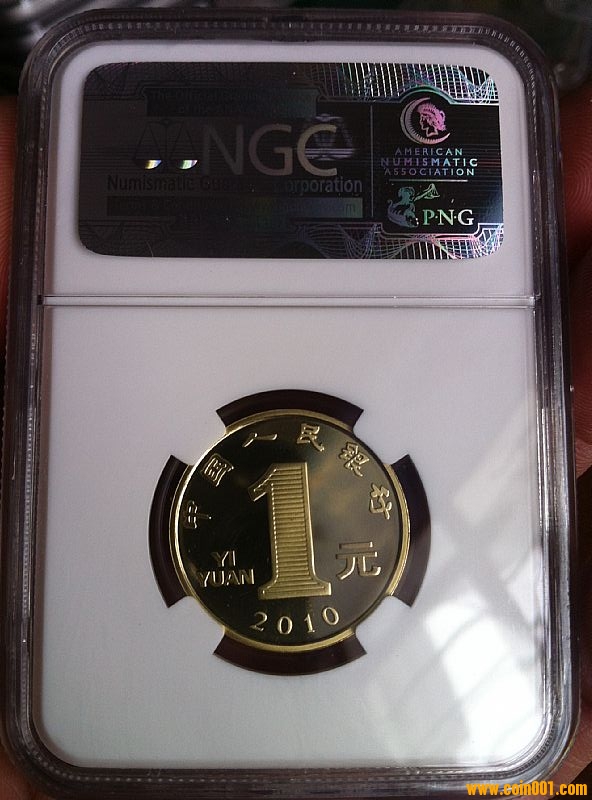 NGC
Numismatic Guaranty Corporation
AMERICAN
NUMISMATIC
ASSOCIATION
P·N·G
中国人民银行
1
YI
YUAN
元
2010
www.coin001.com